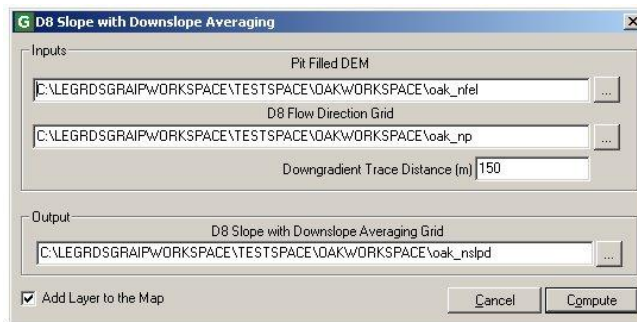 G D8 Slope with Downslope Averaging
Inputs
Pit Filled DEM
C:\LEGRDSGRAIPWORKSPACE\TESTSPACE\OAKWORKSPACE\oak_nfel
...
D8 Flow Direction Grid
C:\LEGRDSGRAIPWORKSPACE\TESTSPACE\OAKWORKSPACE\oak_np
...
Downgradient Trace Distance (m) 150
Output
D8 Slope with Downslope Averaging Grid
C:\LEGRDSGRAIPWORKSPACE\TESTSPACE\OAKWORKSPACE\oak_nslpd
...
Add Layer to the Map
Cancel
Compute